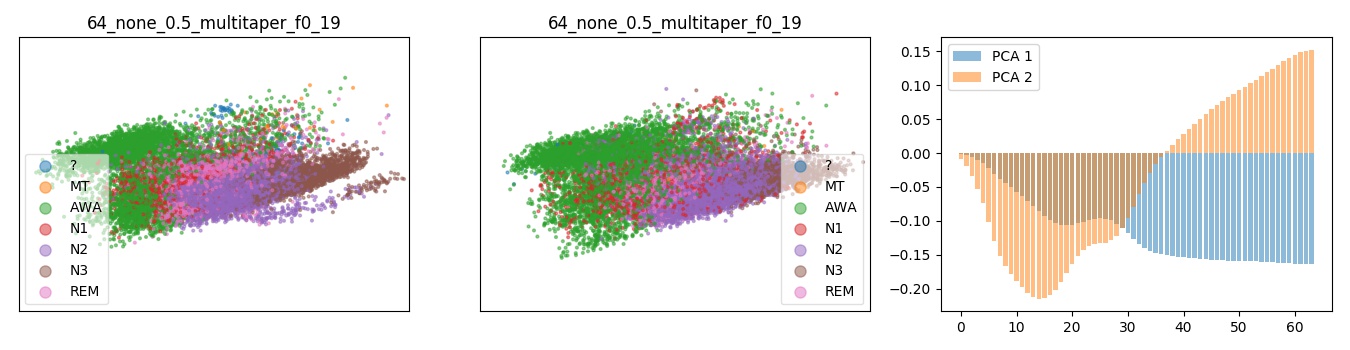 64_none_0.5_multitaper_f0_19
?
MT
AWA
N1
N2
N3
REM
64_none_0.5_multitaper_f0_19
?
MT
AWA
N1
N2
N3
REM
PCA 1
PCA 2
0.15
0.10
0.05
0.00
−0.05
−0.10
−0.15
−0.20
0 10 20 30 40 50 60